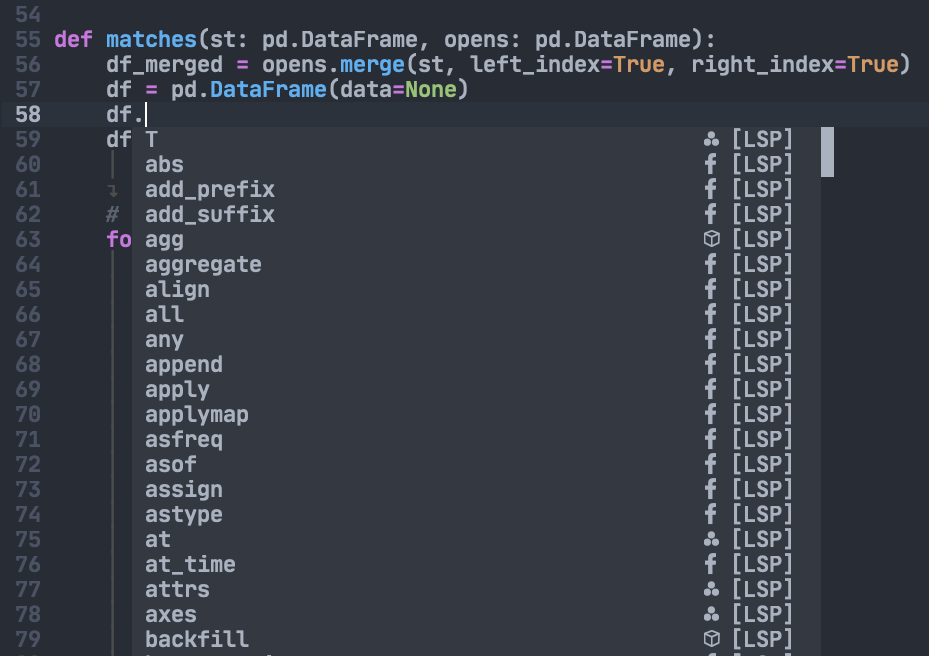 54
55 def matches(st: pd.DataFrame, opens: pd.DataFrame):
56 df_merged = opens.merge(st, left_index=True, right_index=True)
57 df = pd.DataFrame(data=None)
58 df.
59 df T [LSP]
60 abs [LSP]
61 add_prefix [LSP]
62 # add_suffix [LSP]
63 fo agg [LSP]
64 aggregate [LSP]
65 align [LSP]
66 all [LSP]
67 any [LSP]
68 append [LSP]
69 apply [LSP]
70 applymap [LSP]
71 asfreq [LSP]
72 asof [LSP]
73 assign [LSP]
74 astype [LSP]
75 at [LSP]
76 at_time [LSP]
77 attrs [LSP]
78 axes [LSP]
79 backfill [LSP]